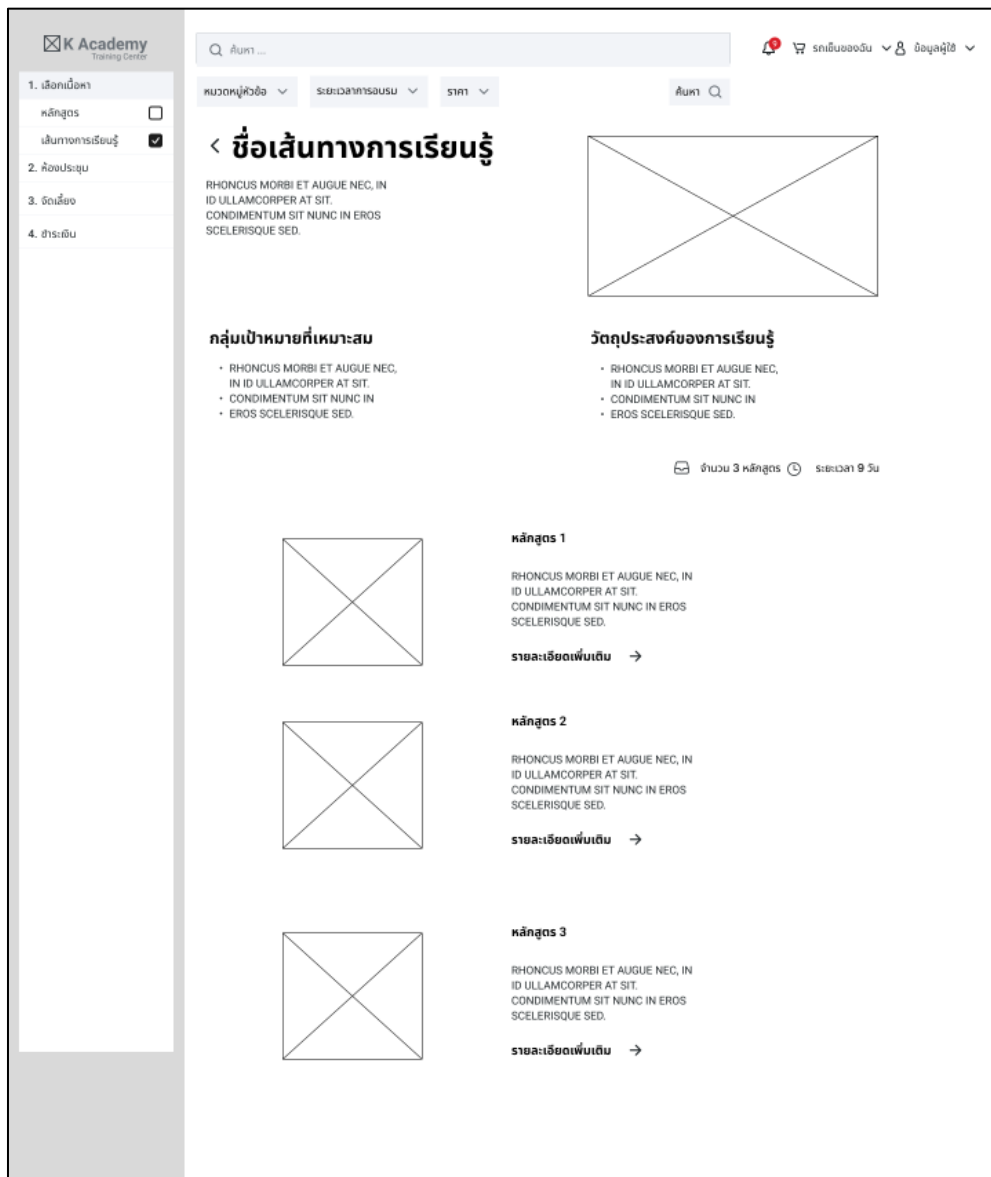 K Academy
Training Center
ค้นหา ...
9
รถเข็นของฉัน
ข้อมูลผู้ใช้
1. เลือกเนื้อหา
หลักสูตร
เส้นทางการเรียนรู้
2. ห้องประชุม
3. จัดเลี้ยง
4. ชำระเงิน
หมวดหมู่หัวข้อ
ระยะเวลาการอบรม
ราคา
ค้นหา
ชื่อเส้นทางการเรียนรู้
RHONCUS MORBI ET AUGUE NEC, IN
ID ULLAMCORPER AT SIT.
CONDIMENTUM SIT NUNC IN EROS
SCELERISQUE SED.
กลุ่มเป้าหมายที่เหมาะสม
• RHONCUS MORBI ET AUGUE NEC,
IN ID ULLAMCORPER AT SIT.
• CONDIMENTUM SIT NUNC IN
• EROS SCELERISQUE SED.
วัตถุประสงค์ของการเรียนรู้
• RHONCUS MORBI ET AUGUE NEC,
IN ID ULLAMCORPER AT SIT.
• CONDIMENTUM SIT NUNC IN
• EROS SCELERISQUE SED.
จำนวน 3 หลักสูตร
ระยะเวลา 9 วัน
หลักสูตร 1
RHONCUS MORBI ET AUGUE NEC, IN
ID ULLAMCORPER AT SIT.
CONDIMENTUM SIT NUNC IN EROS
SCELERISQUE SED.
รายละเอียดเพิ่มเติม
หลักสูตร 2
RHONCUS MORBI ET AUGUE NEC, IN
ID ULLAMCORPER AT SIT.
CONDIMENTUM SIT NUNC IN EROS
SCELERISQUE SED.
รายละเอียดเพิ่มเติม
หลักสูตร 3
RHONCUS MORBI ET AUGUE NEC, IN
ID ULLAMCORPER AT SIT.
CONDIMENTUM SIT NUNC IN EROS
SCELERISQUE SED.
รายละเอียดเพิ่มเติม